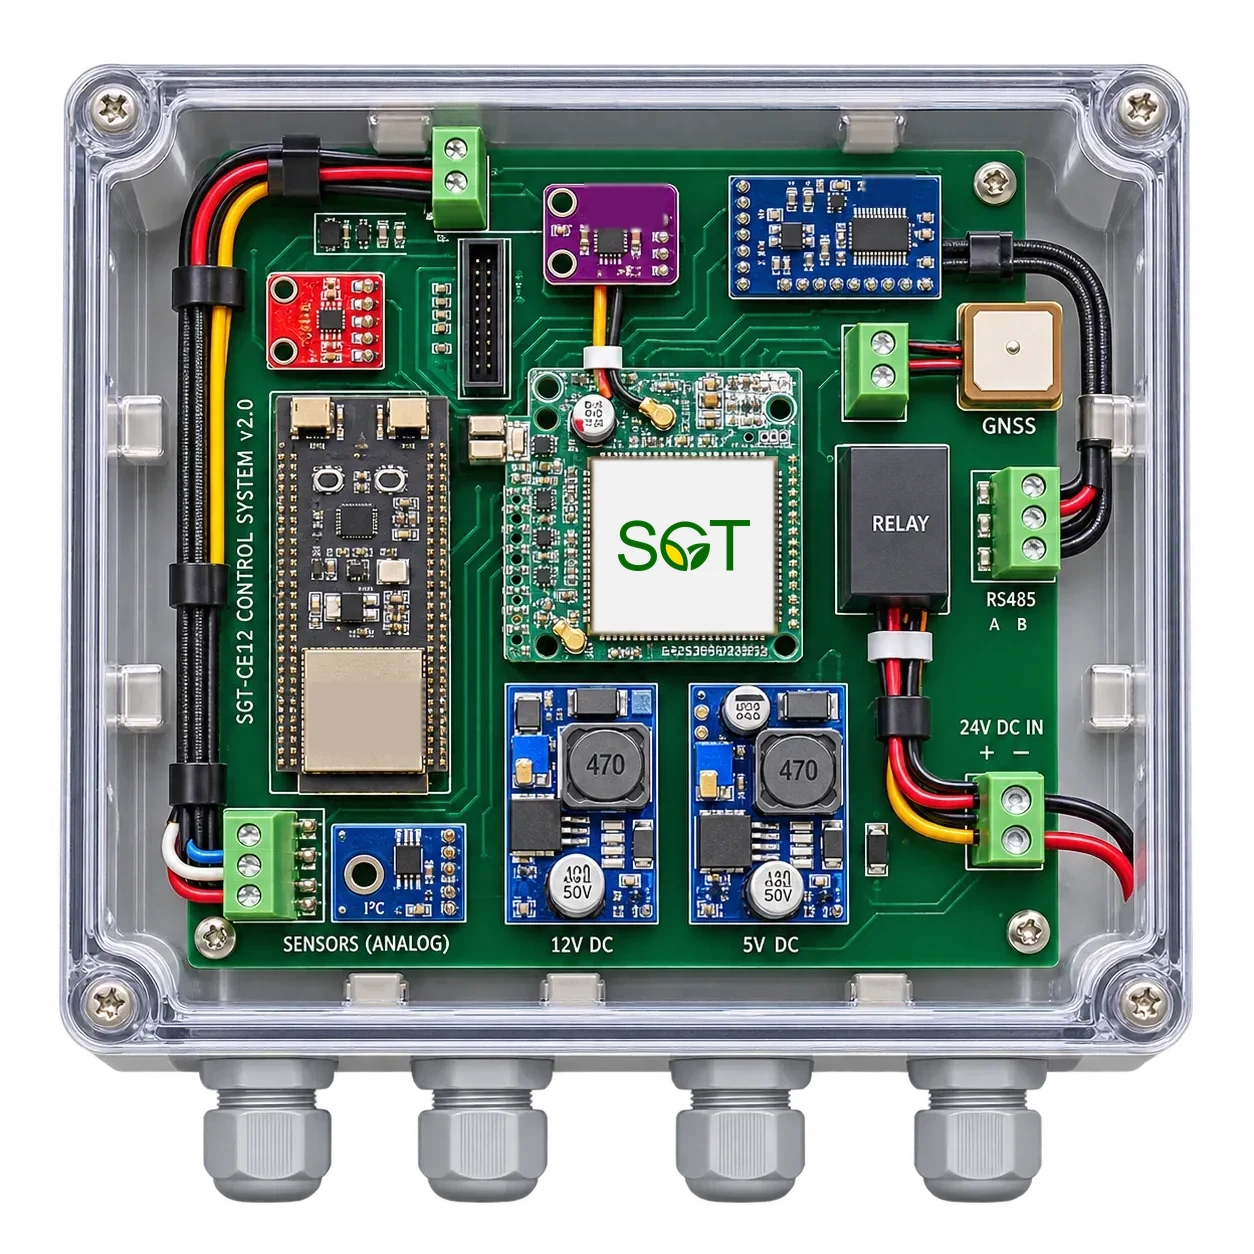 SGT-CE12 CONTROL SYSTEM v2.0
GNSS
SGT
RELAY
RS485
A B
24V DC IN
+ −
470
470
50V
50V
I²C
SENSORS (ANALOG)
12V DC
5V DC